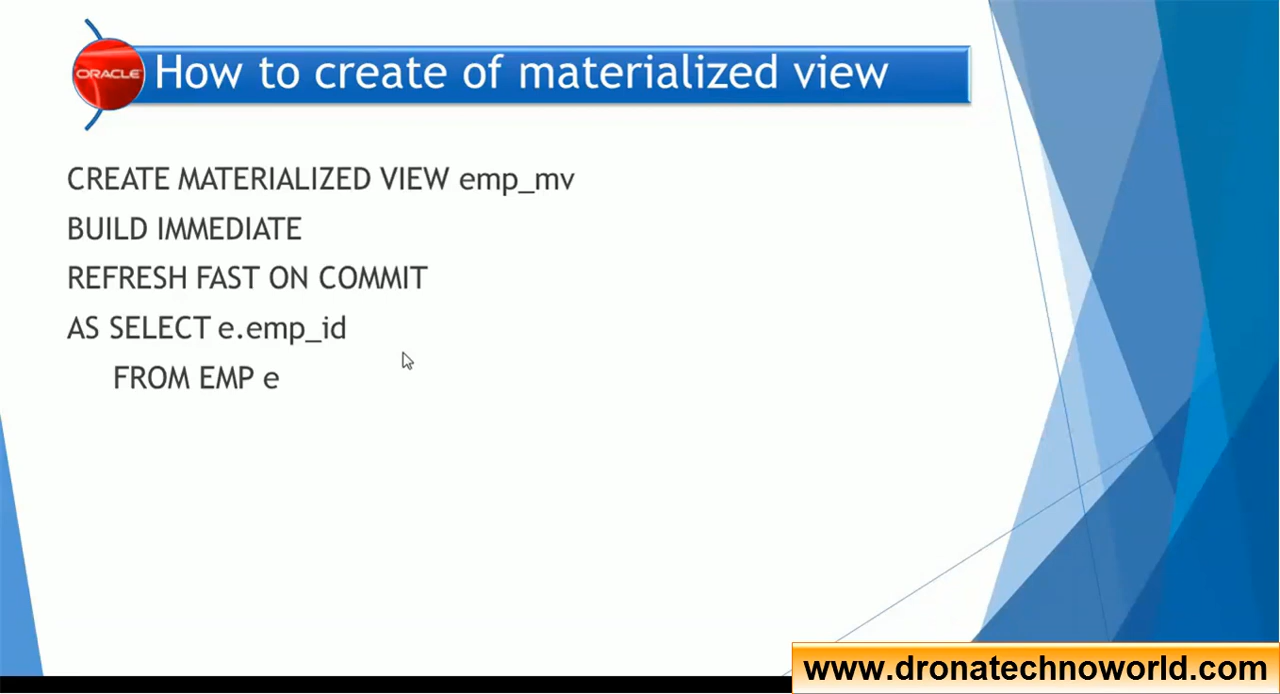 ORACLE
How to create of materialized view
CREATE MATERIALIZED VIEW emp_mv
BUILD IMMEDIATE
REFRESH FAST ON COMMIT
AS SELECT e.emp_id
FROM EMP e
www.dronatechnoworld.com